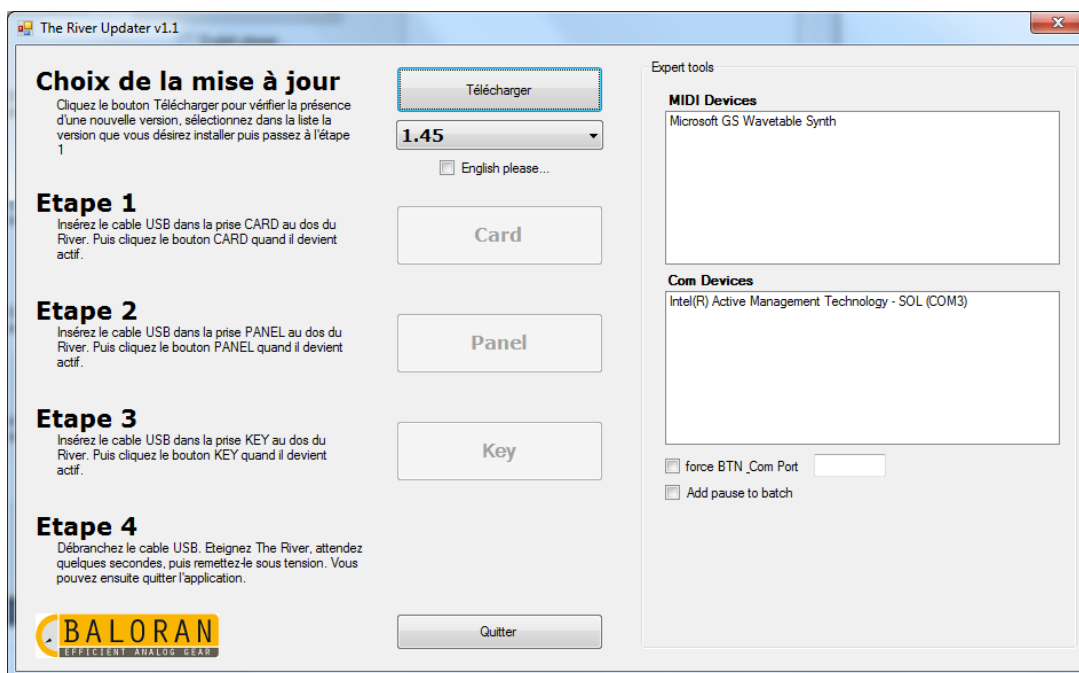 The River Updater v1.1
Choix de la mise à jour
Cliquez le bouton Télécharger pour vérifier la présence
d'une nouvelle version, sélectionnez dans la liste la
version que vous désirez installer puis passez à l'étape
1
Télécharger
1.45
English please...
Etape 1
Insérez le cable USB dans la prise CARD au dos du
River. Puis cliquez le bouton CARD quand il devient
actif.
Card
Etape 2
Insérez le cable USB dans la prise PANEL au dos du
River. Puis cliquez le bouton PANEL quand il devient
actif.
Panel
Etape 3
Insérez le cable USB dans la prise KEY au dos du
River. Puis cliquez le bouton KEY quand il devient
actif.
Key
Etape 4
Débranchez le cable USB. Eteignez The River, attendez
quelques secondes, puis remettez-le sous tension. Vous
pouvez ensuite quitter l'application.
BALORAN
EFFICIENT ANALOG GEAR
Quitter
Expert tools
MIDI Devices
Microsoft GS Wavetable Synth
Com Devices
Intel(R) Active Management Technology - SOL (COM3)
force BTN_Com Port
Add pause to batch